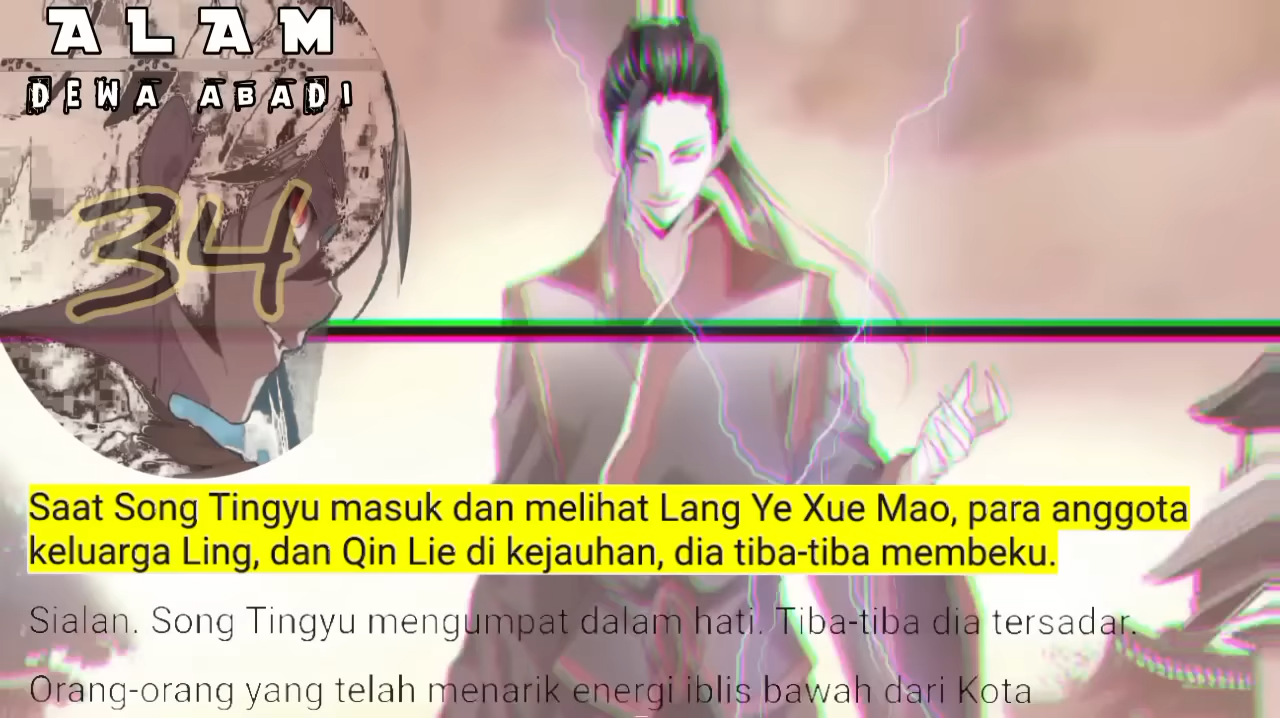 ALAM
DEWA ABADI
34
Saat Song Tingyu masuk dan melihat Lang Ye Xue Mao, para anggota
keluarga Ling, dan Qin Lie di kejauhan, dia tiba-tiba membeku.
Sialan. Song Tingyu mengumpat dalam hati. Tiba-tiba dia tersadar.
Orang-orang yang telah menarik energi iblis bawah dari Kota